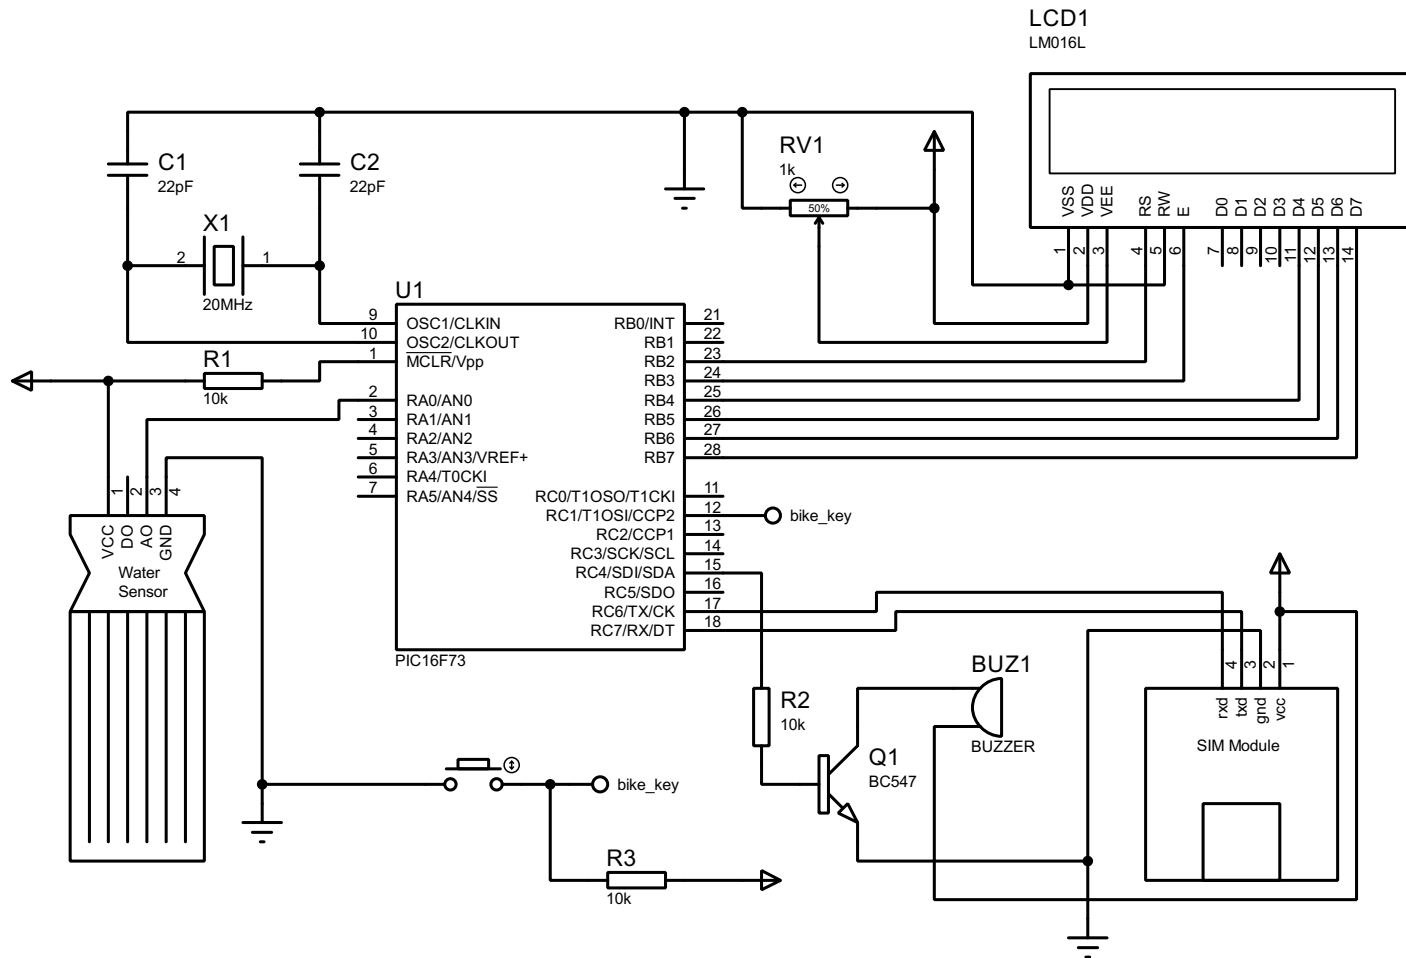 LCD1
LM016L
C1
22pF
C2
22pF
RV1
1k
50%
X1
2
1
20MHz
VSS
VDD
VEE
RS
RW
E
D0
D1
D2
D3
D4
D5
D6
D7
1
2
3
4
5
6
7
8
9
10
11
12
13
14
U1
9
OSC1/CLKIN
10
OSC2/CLKOUT
1
MCLR/Vpp
2
RA0/AN0
3
RA1/AN1
4
RA2/AN2
5
RA3/AN3/VREF+
6
RA4/T0CKI
7
RA5/AN4/SS
RB0/INT
21
RB1
22
RB2
23
RB3
24
RB4
25
RB5
26
RB6
27
RB7
28
RC0/T1OSO/T1CKI
11
RC1/T1OSI/CCP2
12
RC2/CCP1
13
RC3/SCK/SCL
14
RC4/SDI/SDA
15
RC5/SDO
16
RC6/TX/CK
17
RC7/RX/DT
18
PIC16F73
bike_key
R1
10k
1
2
3
4
VCC
DO
AO
GND
Water
Sensor
R2
10k
BUZ1
BUZZER
Q1
BC547
4
3
2
1
rxd
txd
gnd
vcc
SIM Module
bike_key
R3
10k